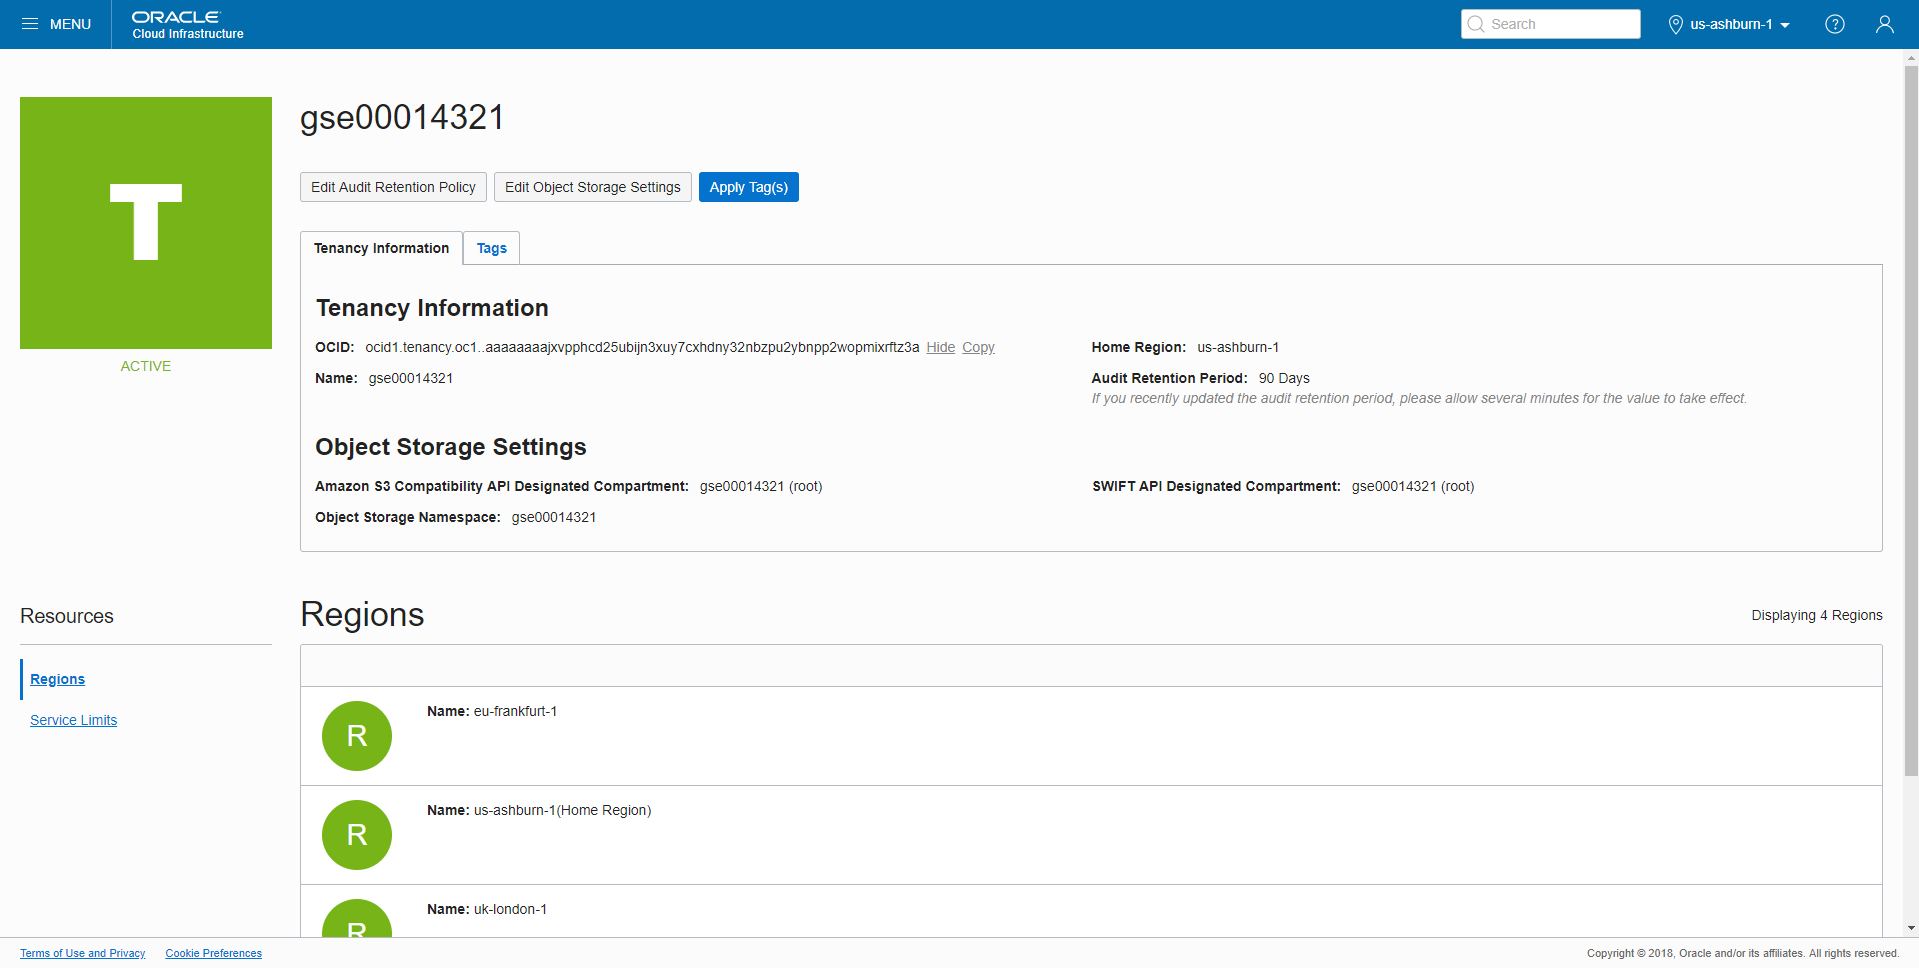 MENU
ORACLE
Cloud Infrastructure
Search
us-ashburn-1
?
T
ACTIVE
gse00014321
Edit Audit Retention Policy
Edit Object Storage Settings
Apply Tag(s)
Tenancy Information
Tags
Tenancy Information
OCID: ocid1.tenancy.oc1..aaaaaaaajxvpphcd25ubijn3xuy7cxhdny32nbzpu2ybnpp2wopmixrftz3a Hide Copy
Name: gse00014321
Home Region: us-ashburn-1
Audit Retention Period: 90 Days
If you recently updated the audit retention period, please allow several minutes for the value to take effect.
Object Storage Settings
Amazon S3 Compatibility API Designated Compartment: gse00014321 (root)
Object Storage Namespace: gse00014321
SWIFT API Designated Compartment: gse00014321 (root)
Resources
Regions
Service Limits
Regions
Displaying 4 Regions
R
Name: eu-frankfurt-1
R
Name: us-ashburn-1(Home Region)
R
Name: uk-london-1
Terms of Use and Privacy
Cookie Preferences
Copyright © 2018, Oracle and/or its affiliates. All rights reserved.